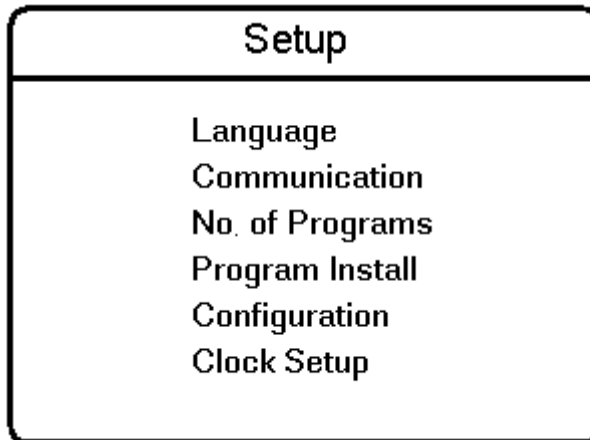 Setup
Language
Communication
No. of Programs
Program Install
Configuration
Clock Setup